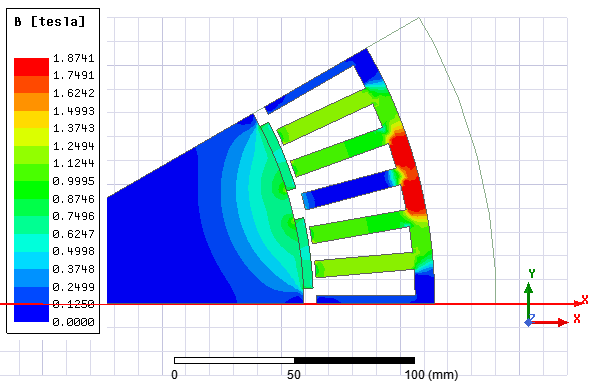 B [tesla]
1.8741
1.7491
1.6242
1.4993
1.3743
1.2494
1.1244
0.9995
0.8746
0.7496
0.6247
0.4998
0.3748
0.2499
0.1250
0.0000
X
Y
Z
X
0 50 100 (mm)